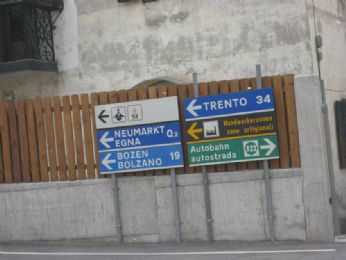 NEUMARKT
EGNA 0,2
BOZEN
BOLZANO 19
TRENTO 34
Handwerkerzonen
zone artigianali
Autobahn
autostrada A22